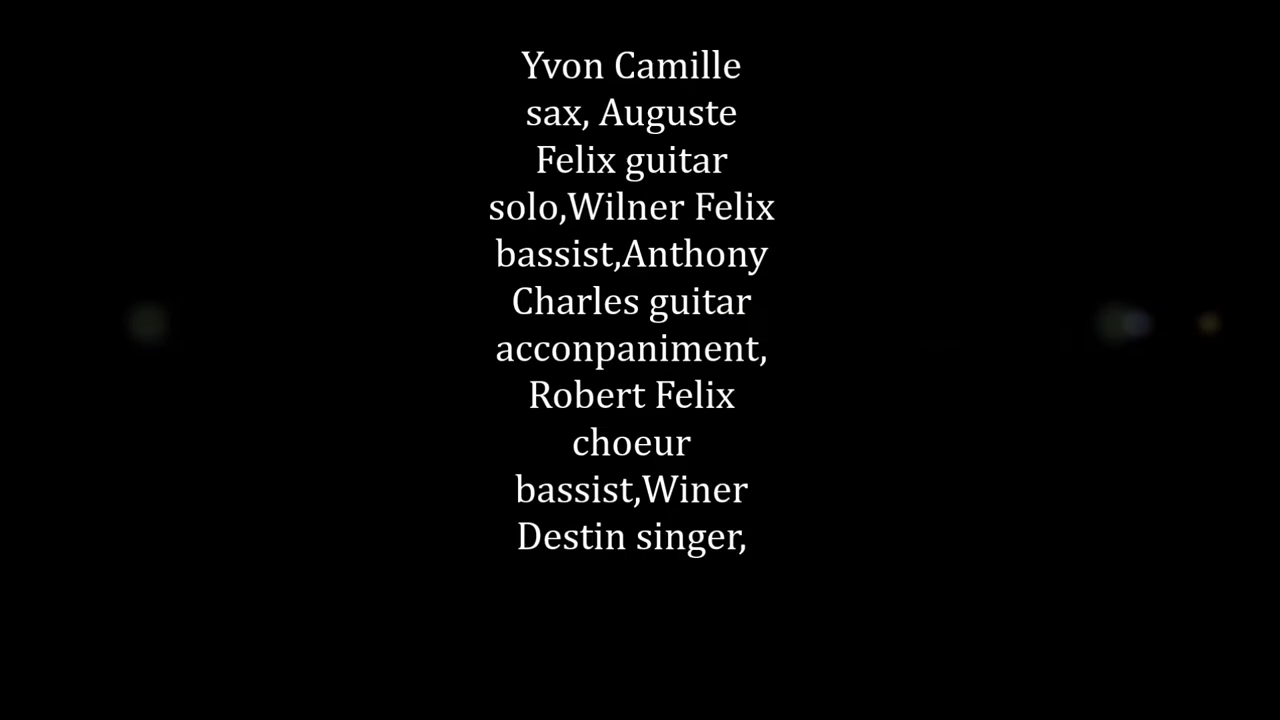 Yvon Camille
sax, Auguste
Felix guitar
solo,Wilner Felix
bassist,Anthony
Charles guitar
acconpaniment,
Robert Felix
choeur
bassist,Winer
Destin singer,